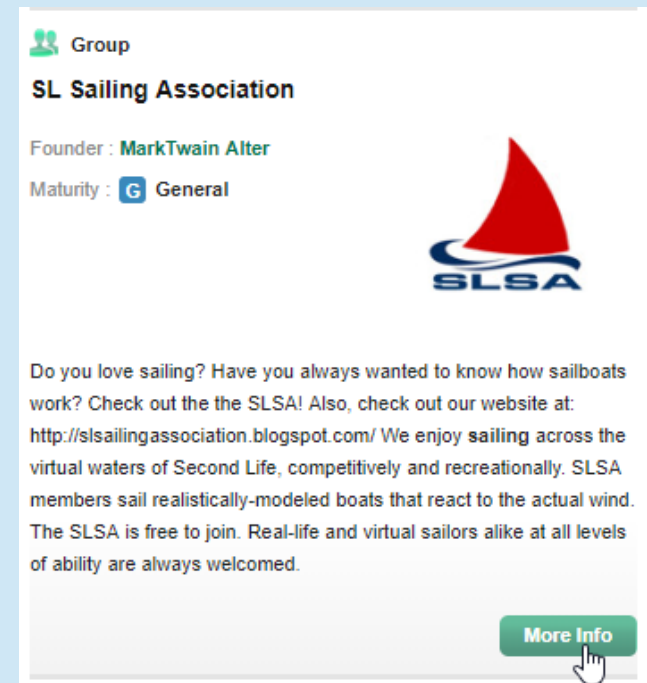 Group
SL Sailing Association
Founder : MarkTwain Alter
Maturity : G General
SLSA
Do you love sailing? Have you always wanted to know how sailboats
work? Check out the the SLSA! Also, check out our website at:
http://slsailingassociation.blogspot.com/ We enjoy sailing across the
virtual waters of Second Life, competitively and recreationally. SLSA
members sail realistically-modeled boats that react to the actual wind.
The SLSA is free to join. Real-life and virtual sailors alike at all levels
of ability are always welcomed.
More Info